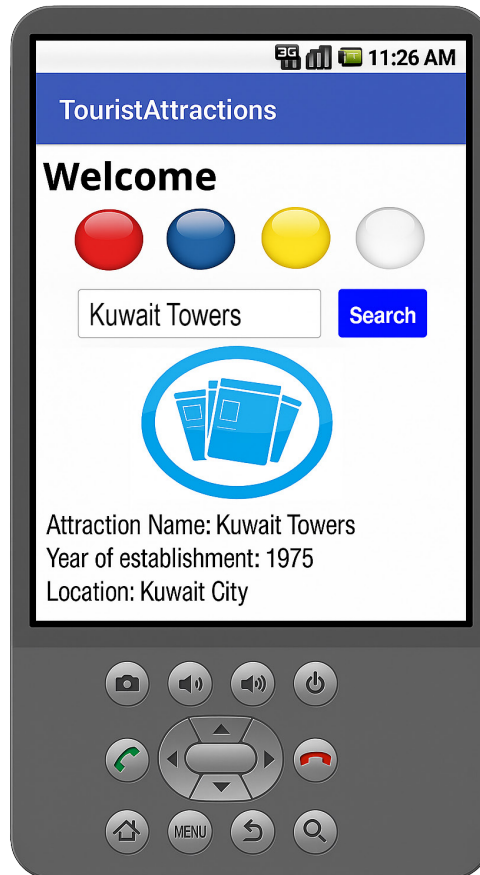 3G 11:26 AM
TouristAttractions
Welcome
Kuwait Towers Search
Attraction Name: Kuwait Towers
Year of establishment: 1975
Location: Kuwait City
MENU